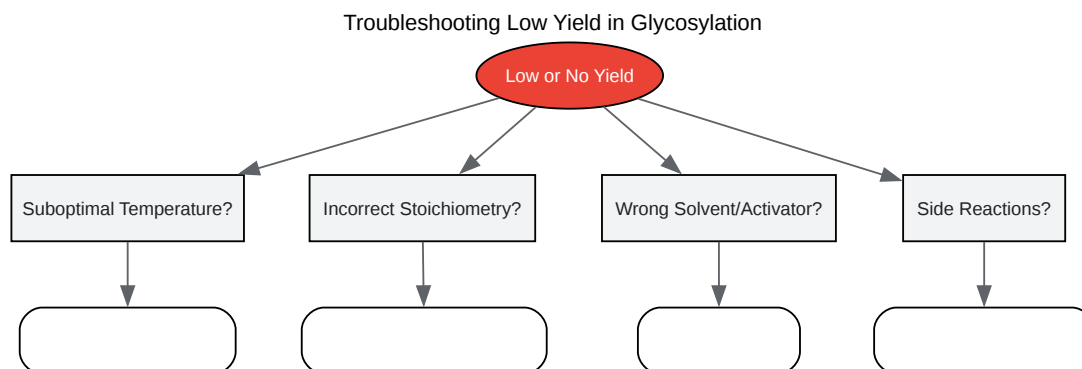 Troubleshooting Low Yield in Glycosylation
Low or No Yield
Suboptimal Temperature?
Incorrect Stoichiometry?
Wrong Solvent/Activator?
Side Reactions?